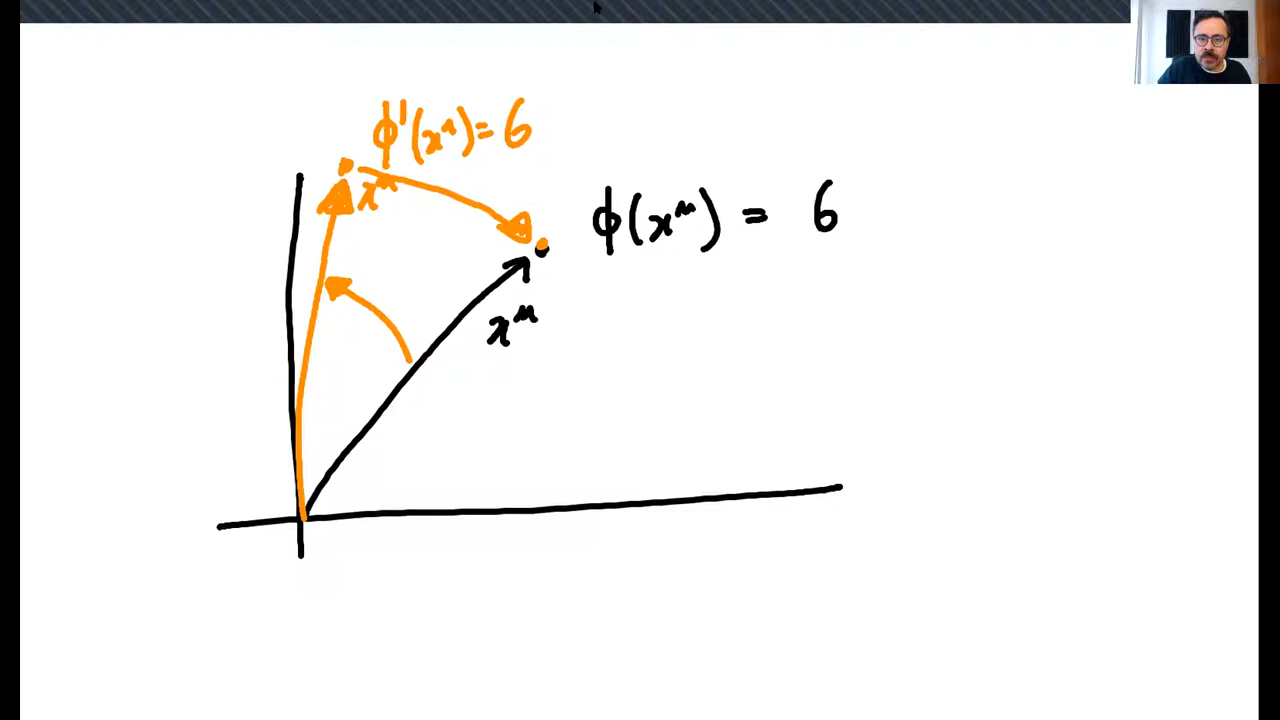 ϕ'(x^μ) = 6
x^μ
ϕ(x^μ) = 6
x^μ